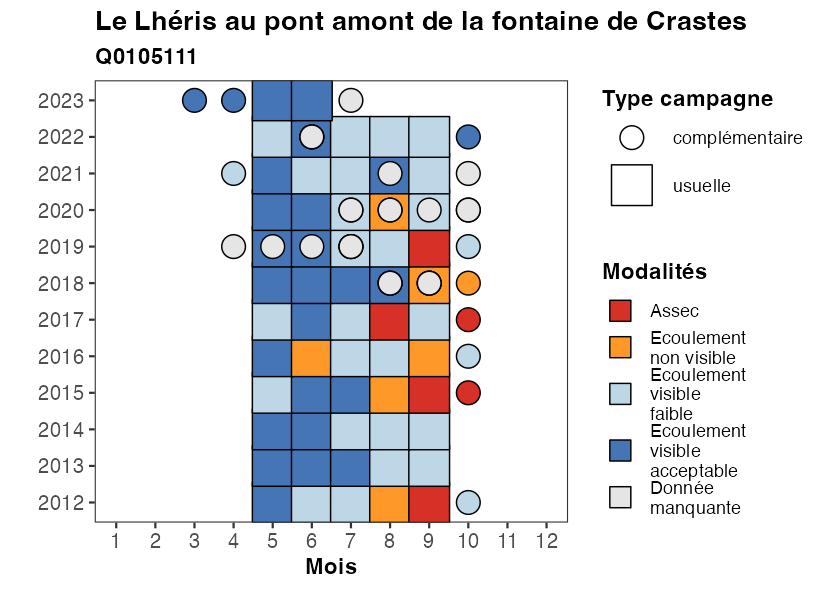 Le Lhéris au pont amont de la fontaine de Crastes
Q0105111
2023
2022
2021
2020
2019
2018
2017
2016
2015
2014
2013
2012
1 2 3 4 5 6 7 8 9 10 11 12
Mois
Type campagne
complémentaire
usuelle
Modalités
Assec
Ecoulement
non visible
Ecoulement
visible
faible
Ecoulement
visible
acceptable
Donnée
manquante